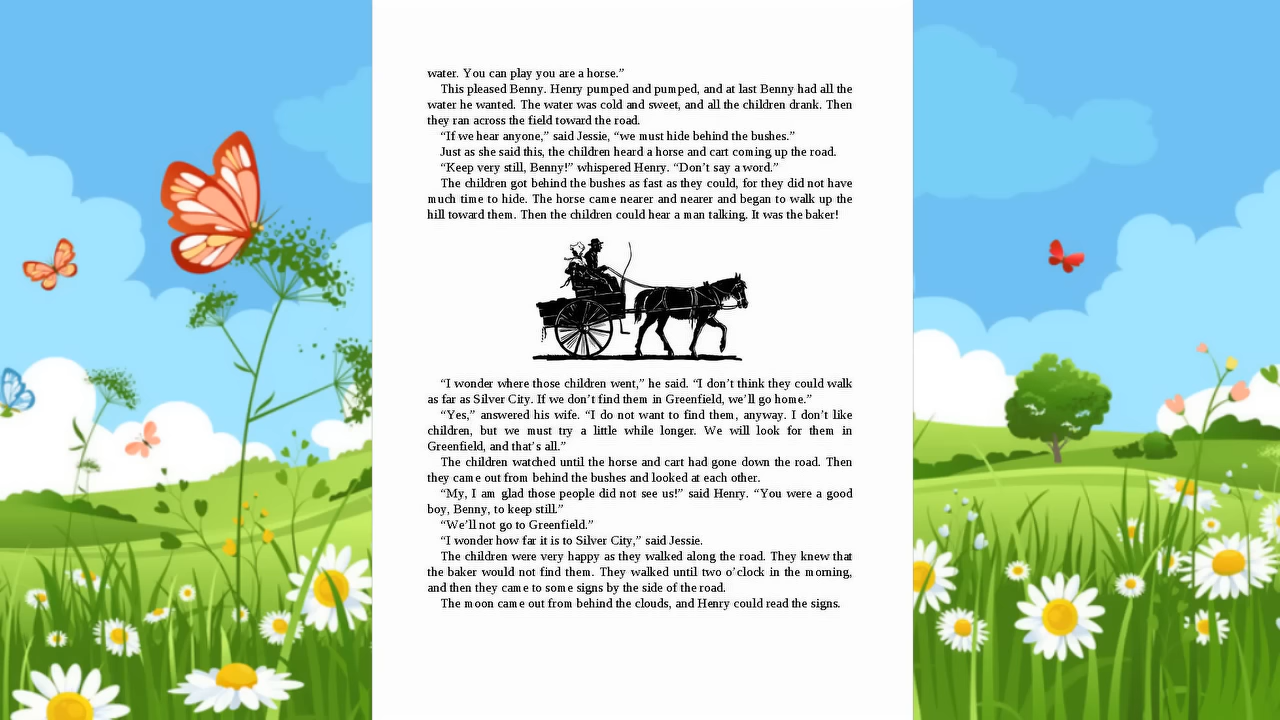 water. You can play you are a horse.”
This pleased Benny. Henry pumped and pumped, and at last Benny had all the
water he wanted. The water was cold and sweet, and all the children drank. Then
they ran across the field toward the road.
“If we hear anyone,” said Jessie, “we must hide behind the bushes.”
Just as she said this, the children heard a horse and cart coming up the road.
“Keep very still, Benny!” whispered Henry. “Don’t say a word.”
The children got behind the bushes as fast as they could, for they did not have
much time to hide. The horse came nearer and nearer and began to walk up the
hill toward them. Then the children could hear a man talking. It was the baker!
“I wonder where those children went,” he said. “I don’t think they could walk
as far as Silver City. If we don’t find them in Greenfield, we’ll go home.”
“Yes,” answered his wife. “I do not want to find them, anyway. I don’t like
children, but we must try a little while longer. We will look for them in
Greenfield, and that’s all.”
The children watched until the horse and cart had gone down the road. Then
they came out from behind the bushes and looked at each other.
“My, I am glad those people did not see us!” said Henry. “You were a good
boy, Benny, to keep still.”
“We’ll not go to Greenfield.”
“I wonder how far it is to Silver City,” said Jessie.
The children were very happy as they walked along the road. They knew that
the baker would not find them. They walked until two o’clock in the morning,
and then they came to some signs by the side of the road.
The moon came out from behind the clouds, and Henry could read the signs.